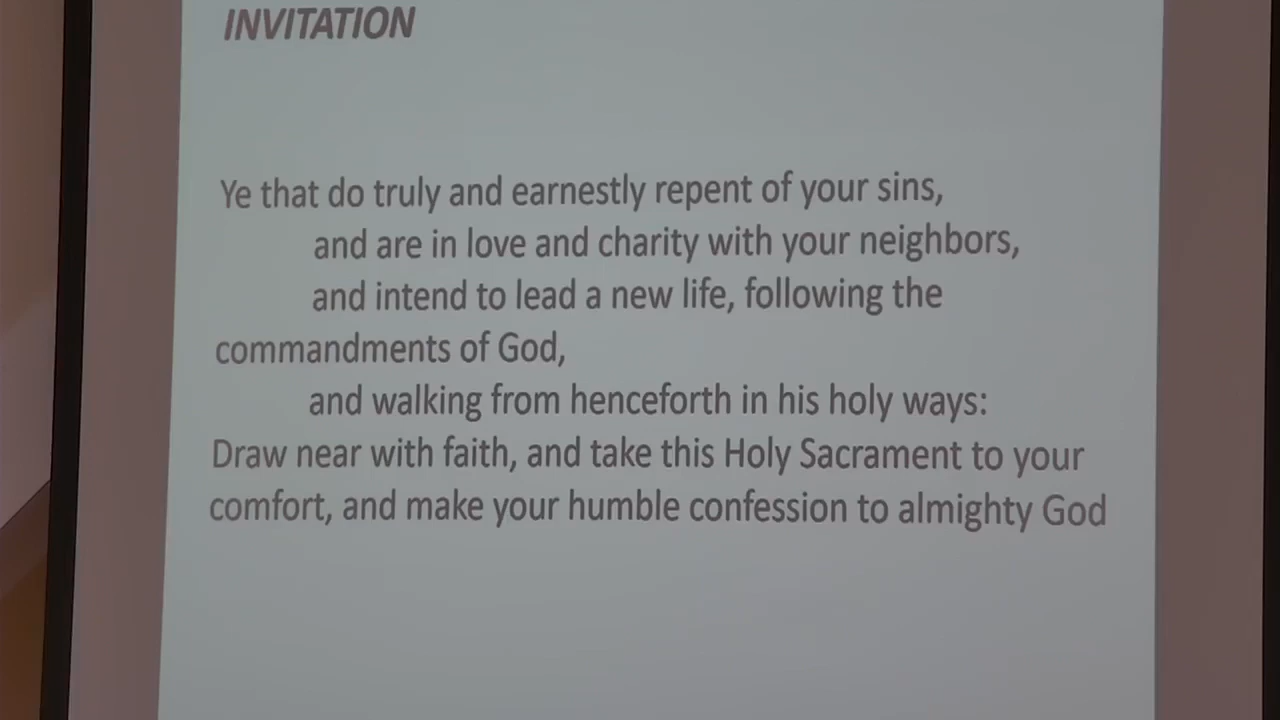 INVITATION
Ye that do truly and earnestly repent of your sins,
and are in love and charity with your neighbors,
and intend to lead a new life, following the
commandments of God,
and walking from henceforth in his holy ways:
Draw near with faith, and take this Holy Sacrament to your
comfort, and make your humble confession to almighty God